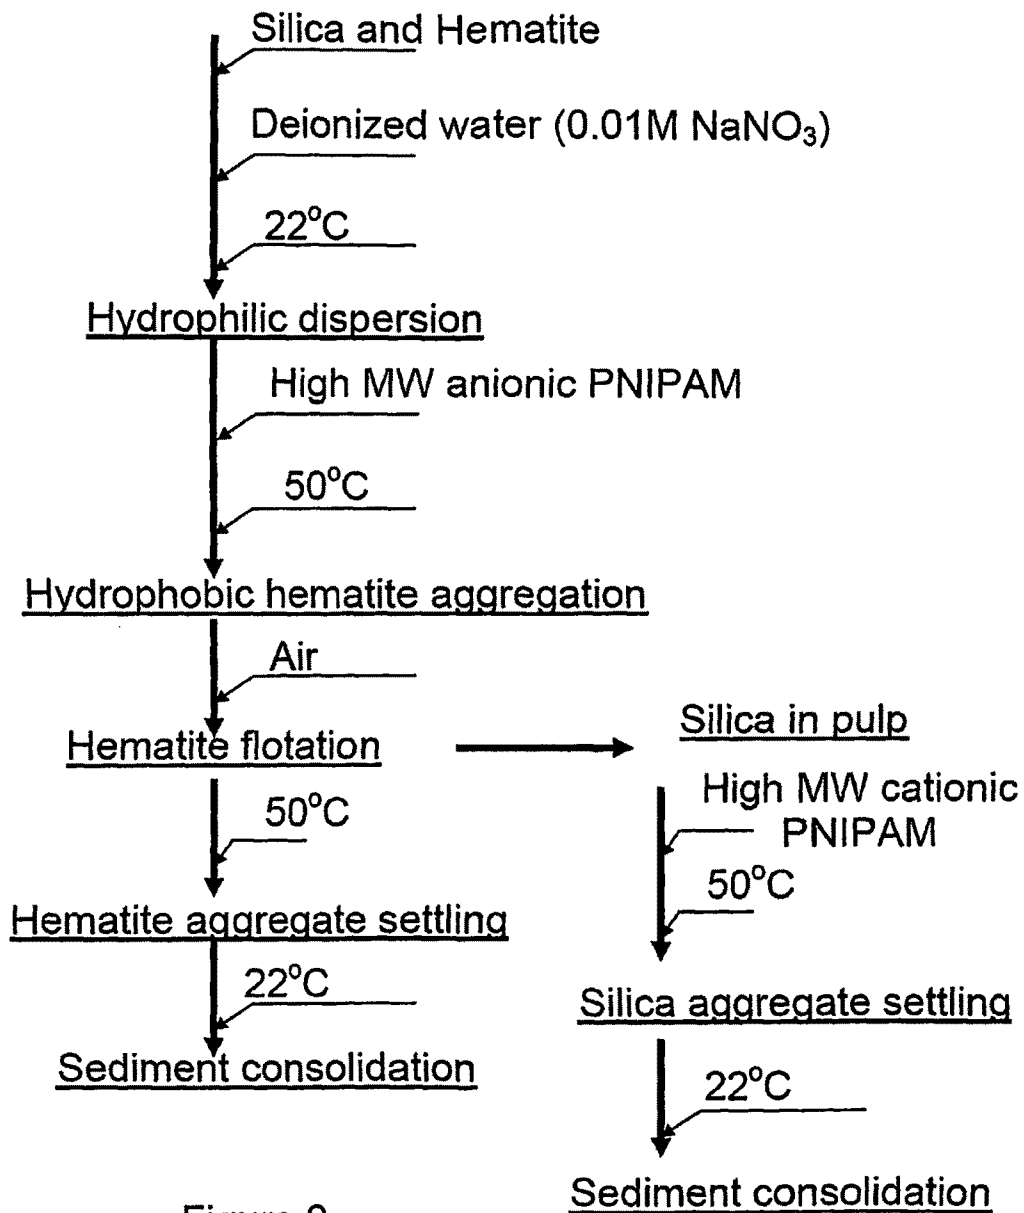 Silica and Hematite
Deionized water (0.01M NaNO₃)
22°C
Hydrophilic dispersion
High MW anionic PNIPAM
50°C
Hydrophobic hematite aggregation
Air
Hematite flotation
50°C
Hematite aggregate settling
22°C
Sediment consolidation
Silica in pulp
High MW cationic
PNIPAM
50°C
Silica aggregate settling
22°C
Sediment consolidation